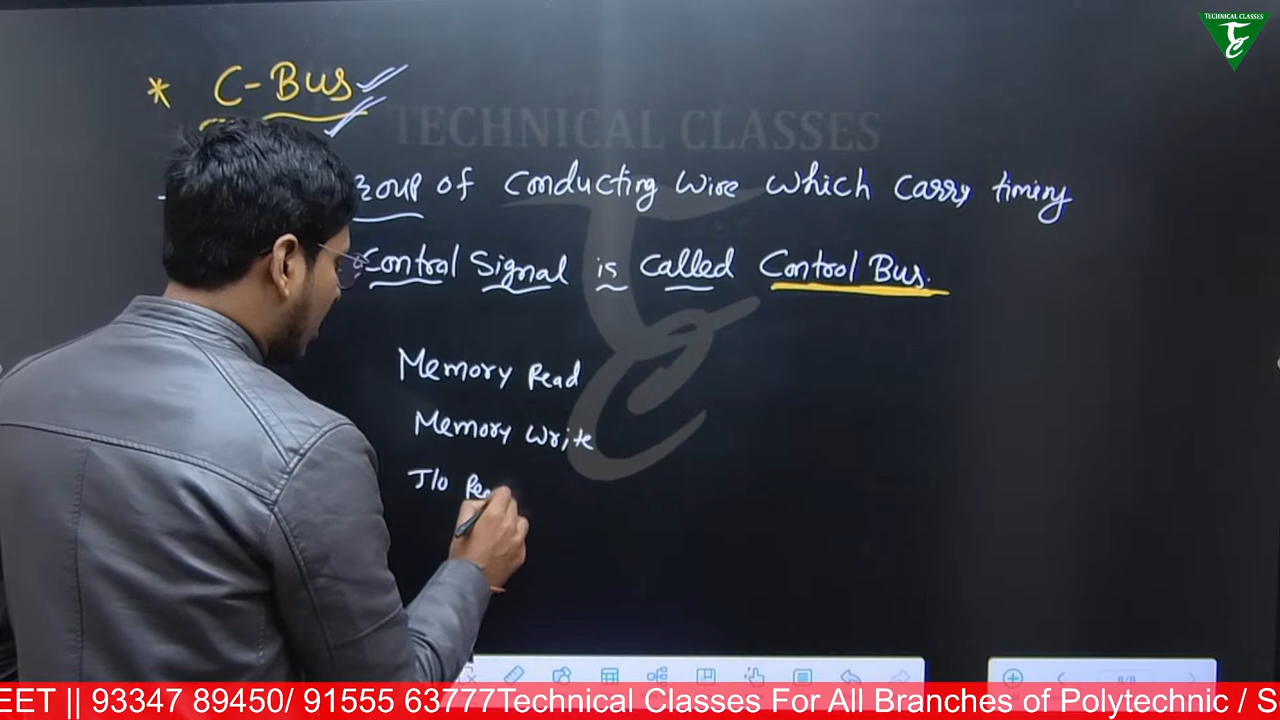 TECHNICAL CLASSES
* C-Bus
TECHNICAL CLASSES
of Conducting Wire which Carry timing
Control Signal is Called Control Bus.
Memory Read
Memory Write
I/O
EET || 93347 89450/ 91555 63777Technical Classes For All Branches of Polytechnic / S